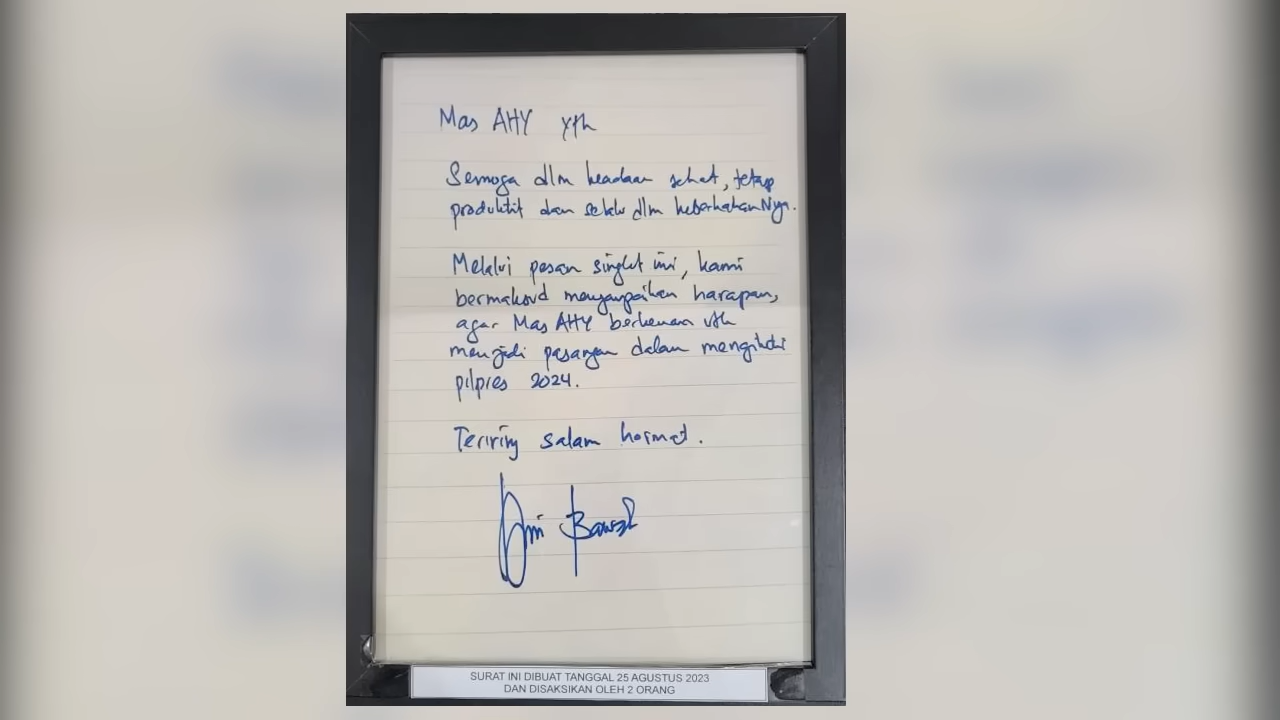 Mas AHY Yth
Semoga dlm keadaan sehat, tetap
produktif dan selalu dlm keberkahanNya.
Melalui pesan singkat ini, kami
bermaksud menyampaikan harapan,
agar Mas AHY berkenan utk
menjadi pasangan dalam mengikuti
pilpres 2024.
Teriring salam hormat.
Anies Baswedan
SURAT INI DIBUAT TANGGAL 25 AGUSTUS 2023
DAN DISAKSIKAN OLEH 2 ORANG